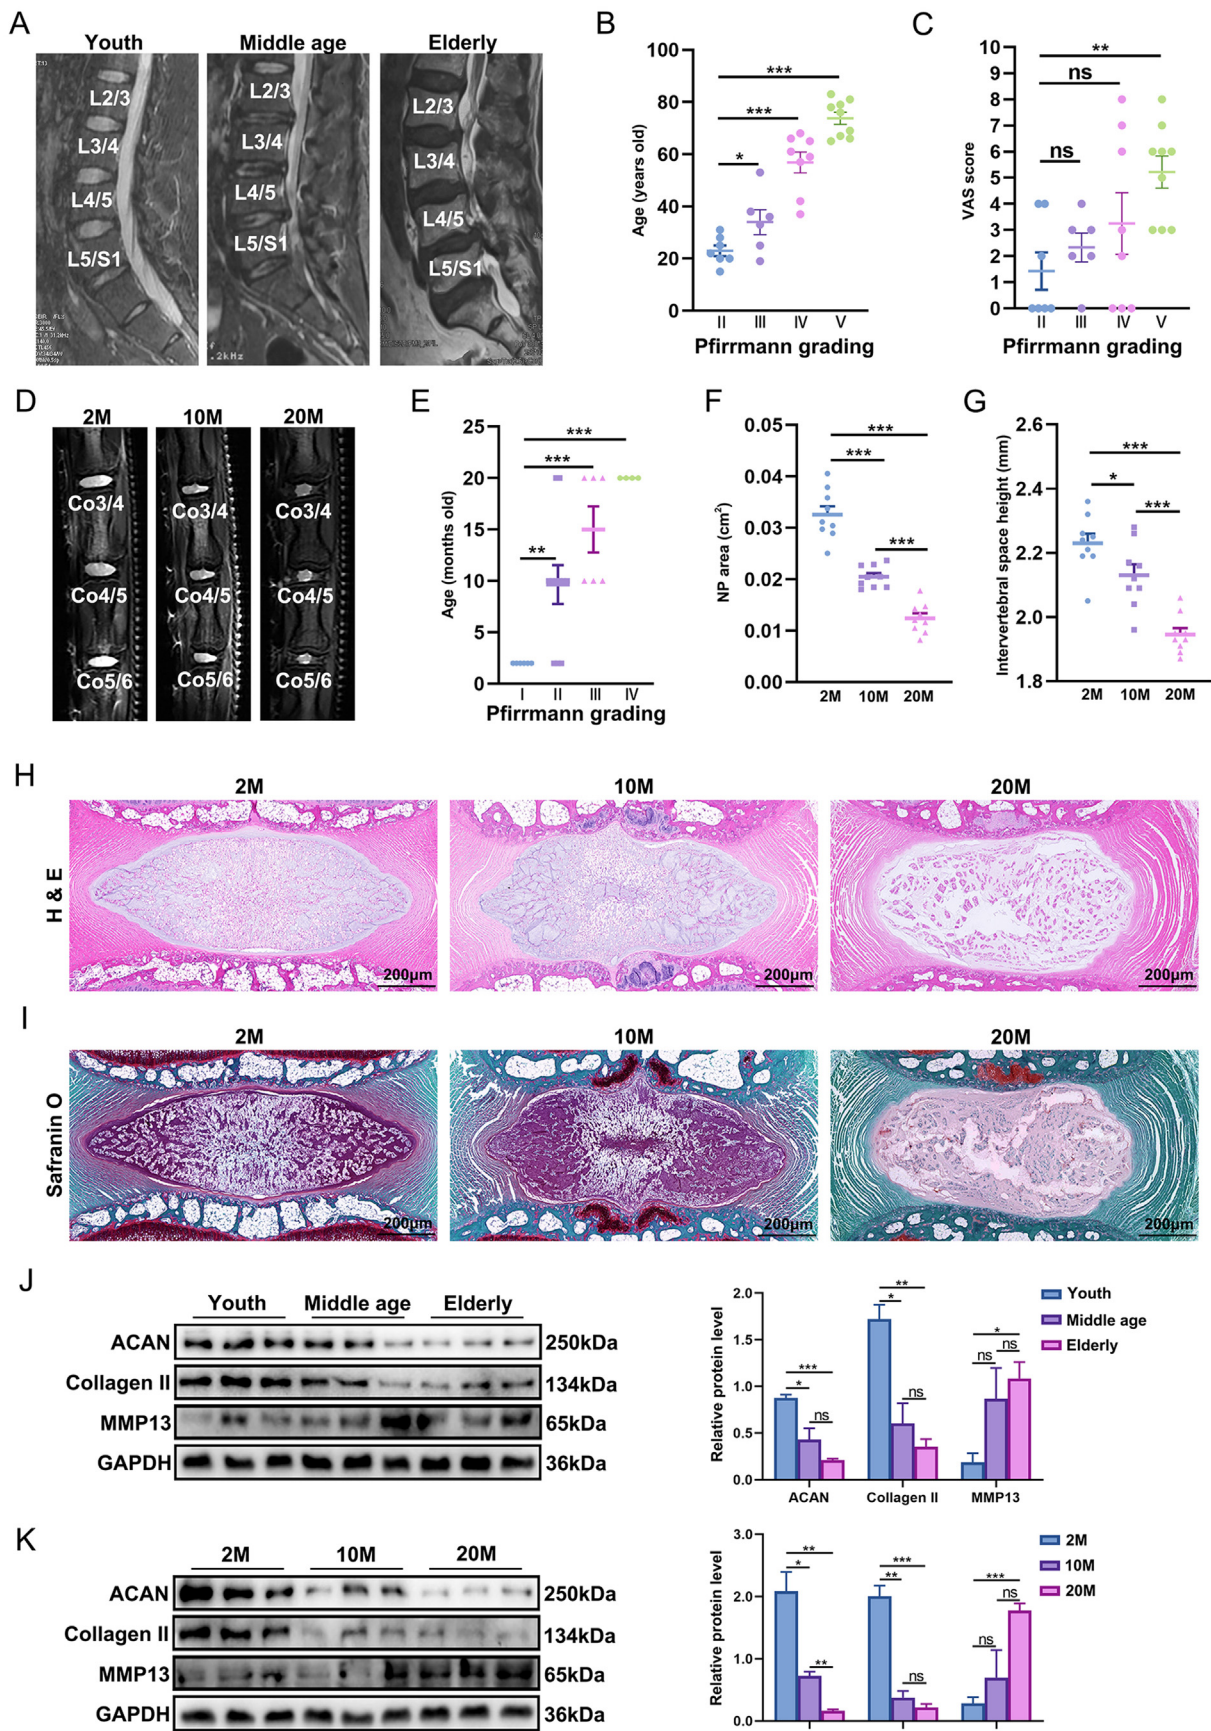 A
Youth
Middle age
Elderly
L2/3
L3/4
L4/5
L5/S1
L2/3
L3/4
L4/5
L5/S1
.2kHz
L2/3
L3/4
L4/5
L5/S1
B
Age (years old)
100
80
60
40
20
0
***
***
*
II
III
IV
V
Pfirrmann grading
C
VAS score
10
9
8
7
6
5
4
3
2
1
0
**
ns
ns
II
III
IV
V
Pfirrmann grading
D
2M
10M
20M
Co3/4
Co4/5
Co5/6
Co3/4
Co4/5
Co5/6
Co3/4
Co4/5
Co5/6
E
Age (months old)
25
20
15
10
5
0
***
***
**
I
II
III
IV
Pfirrmann grading
F
NP area (cm²)
0.05
0.04
0.03
0.02
0.01
0.00
***
***
***
2M
10M
20M
G
Intervertebral space height (mm)
2.6
2.4
2.2
2.0
1.8
***
*
***
2M
10M
20M
H
2M
10M
20M
H & E
200μm
200μm
200μm
I
2M
10M
20M
Safranin O
200μm
200μm
200μm
J
Youth
Middle age
Elderly
ACAN
250kDa
Collagen II
134kDa
MMP13
65kDa
GAPDH
36kDa
Relative protein level
2.0
1.5
1.0
0.5
0.0
***
*
ns
**
*
ns
*
ns
ns
ACAN
Collagen II
MMP13
Youth
Middle age
Elderly
K
2M
10M
20M
ACAN
250kDa
Collagen II
134kDa
MMP13
65kDa
GAPDH
36kDa
Relative protein level
3.0
2.0
1.0
0.0
**
*
**
***
**
ns
***
ns
ns
2M
10M
20M